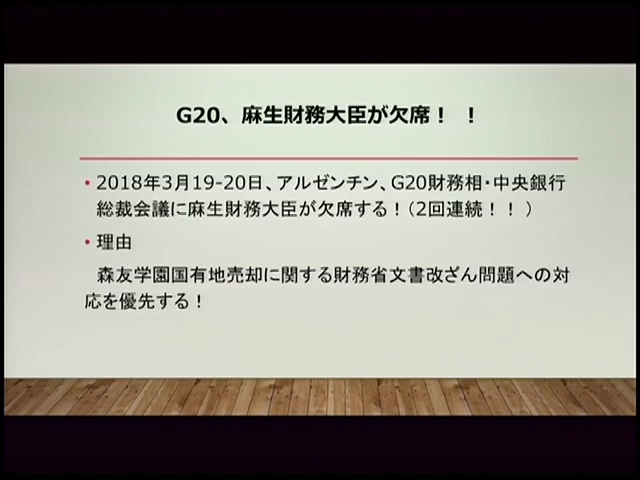 G20、麻生財務大臣が欠席！ ！
・2018年3月19-20日、アルゼンチン、G20財務相・中央銀行
総裁会議に麻生財務大臣が欠席する！（2回連続！！ ）
・理由
森友学園国有地売却に関する財務省文書改ざん問題への対
応を優先する！